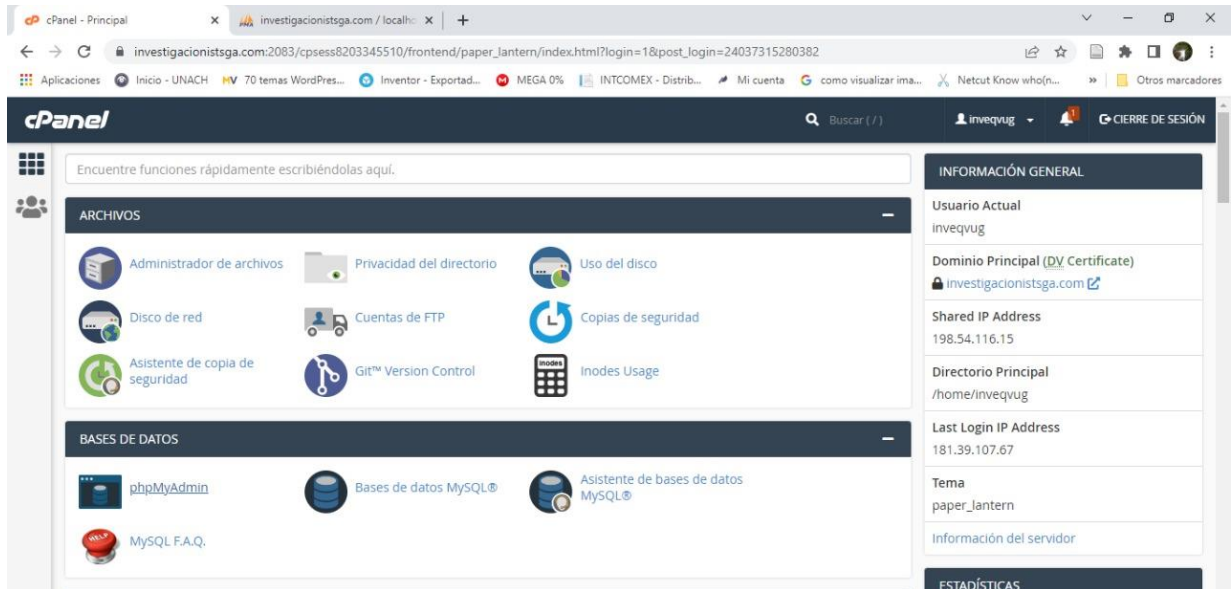 cPanel - Principal
investigacionistsga.com / localho
investigacionistsga.com:2083/cpsess8203345510/frontend/paper_lantern/index.html?login=1&post_login=24037315280382
Aplicaciones Inicio - UNACH 70 temas WordPres... Inventor - Exportad... MEGA 0% INTCOMEX - Distrib... Mi cuenta como visualizar ima... Netcut Know who(n... » Otros marcadores
cPanel Buscar ( / ) inveqvug 1 CIERRE DE SESIÓN
Encuentre funciones rápidamente escribiéndolas aquí.
ARCHIVOS
Administrador de archivos Privacidad del directorio Uso del disco
Disco de red Cuentas de FTP Copias de seguridad
Asistente de copia de
seguridad
Git™ Version Control
inodes
Inodes Usage
BASES DE DATOS
phpMyAdmin Bases de datos MySQL®
Asistente de bases de datos
MySQL®
HELP
MySQL F.A.Q.
INFORMACIÓN GENERAL
Usuario Actual
inveqvug
Dominio Principal (DV Certificate)
investigacionistsga.com
Shared IP Address
198.54.116.15
Directorio Principal
/home/inveqvug
Last Login IP Address
181.39.107.67
Tema
paper_lantern
Información del servidor
ESTADÍSTICAS